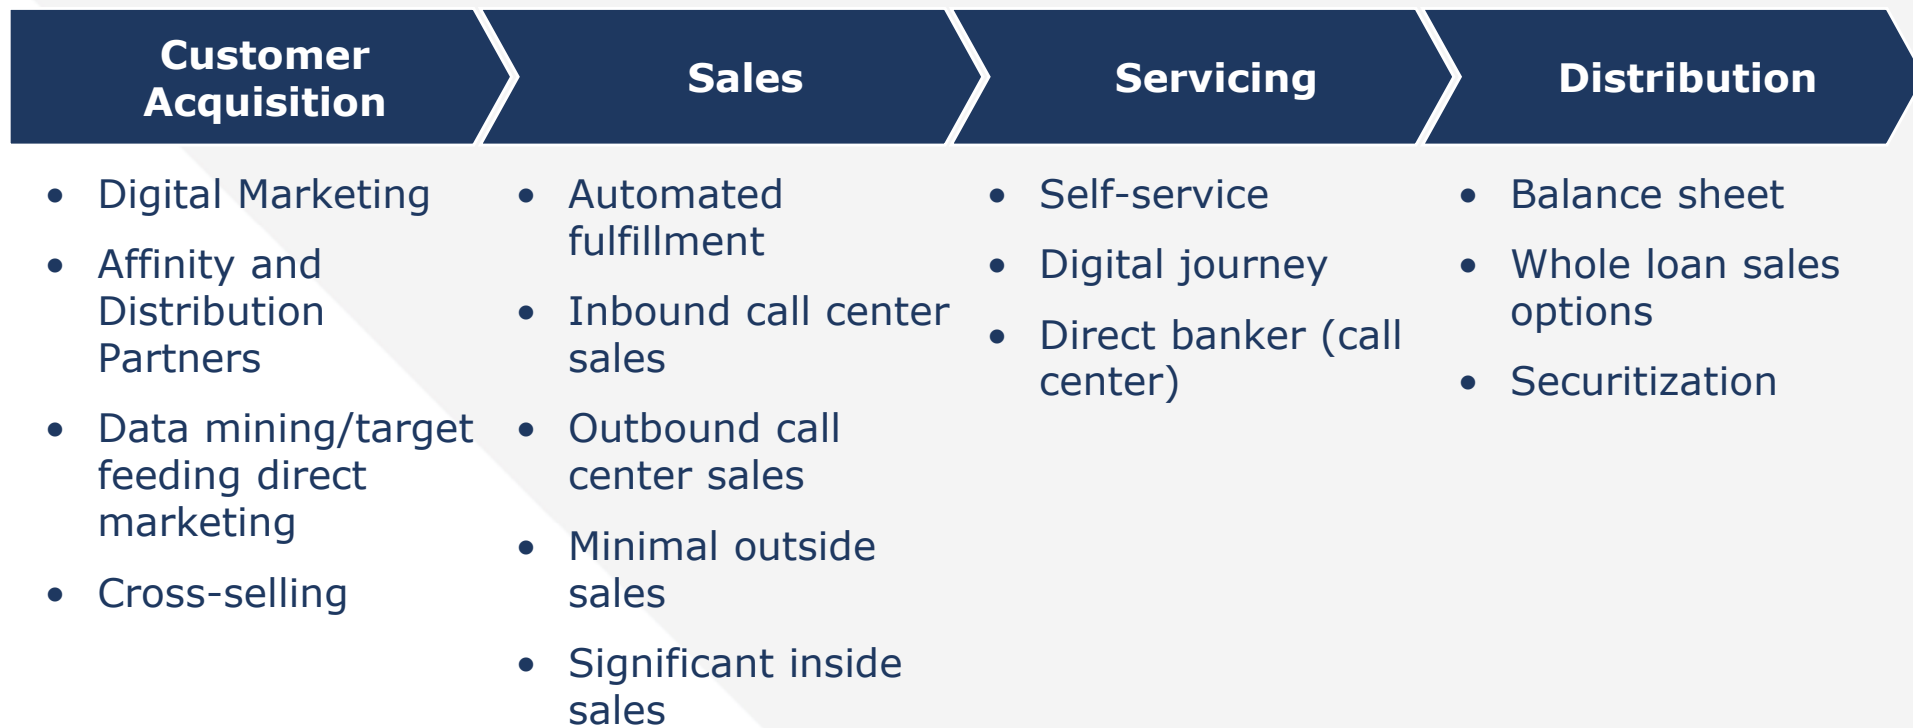 Customer
Acquisition
Sales
Servicing
Distribution
• Digital Marketing
• Affinity and
Distribution
Partners
• Data mining/target
feeding direct
marketing
• Cross-selling
• Automated
fulfillment
• Inbound call center
sales
• Outbound call
center sales
• Minimal outside
sales
• Significant inside
sales
• Self-service
• Digital journey
• Direct banker (call
center)
• Balance sheet
• Whole loan sales
options
• Securitization